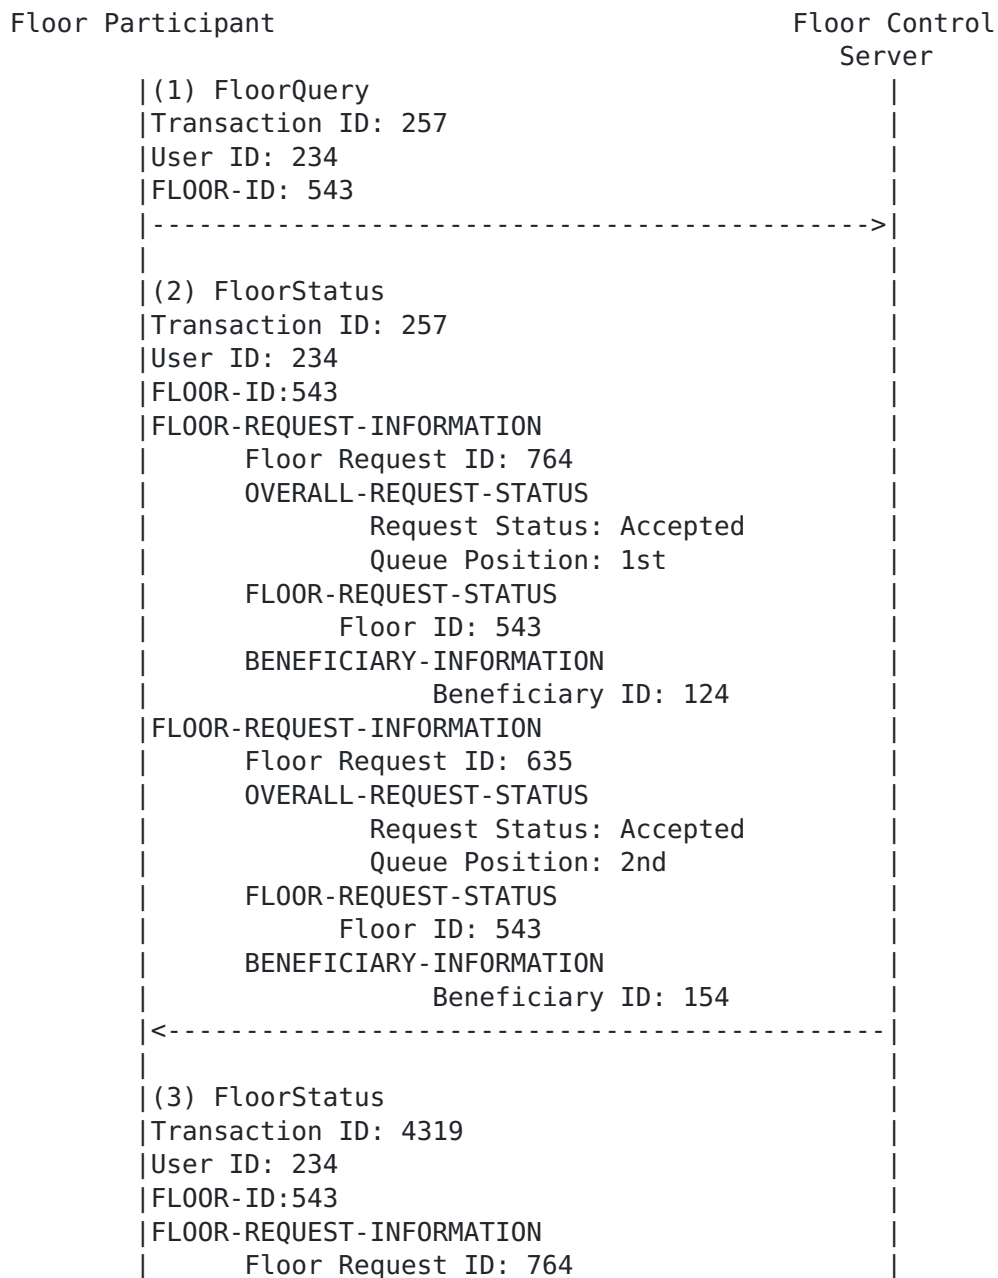 Floor Participant                                 Floor Control
                                                     Server
        |(1) FloorQuery                                 |
        |Transaction ID: 257                            |
        |User ID: 234                                   |
        |FLOOR-ID: 543                                  |
        |---------------------------------------------->|
        |                                               |
        |(2) FloorStatus                                |
        |Transaction ID: 257                            |
        |User ID: 234                                   |
        |FLOOR-ID:543                                   |
        |FLOOR-REQUEST-INFORMATION                      |
        |      Floor Request ID: 764                    |
        |      OVERALL-REQUEST-STATUS                   |
        |              Request Status: Accepted         |
        |              Queue Position: 1st              |
        |      FLOOR-REQUEST-STATUS                     |
        |            Floor ID: 543                      |
        |      BENEFICIARY-INFORMATION                  |
        |                  Beneficiary ID: 124          |
        |FLOOR-REQUEST-INFORMATION                      |
        |      Floor Request ID: 635                    |
        |      OVERALL-REQUEST-STATUS                   |
        |              Request Status: Accepted         |
        |              Queue Position: 2nd              |
        |      FLOOR-REQUEST-STATUS                     |
        |            Floor ID: 543                      |
        |      BENEFICIARY-INFORMATION                  |
        |                  Beneficiary ID: 154          |
        |<----------------------------------------------|
        |                                               |
        |(3) FloorStatus                                |
        |Transaction ID: 4319                           |
        |User ID: 234                                   |
        |FLOOR-ID:543                                   |
        |FLOOR-REQUEST-INFORMATION                      |
        |      Floor Request ID: 764                    |